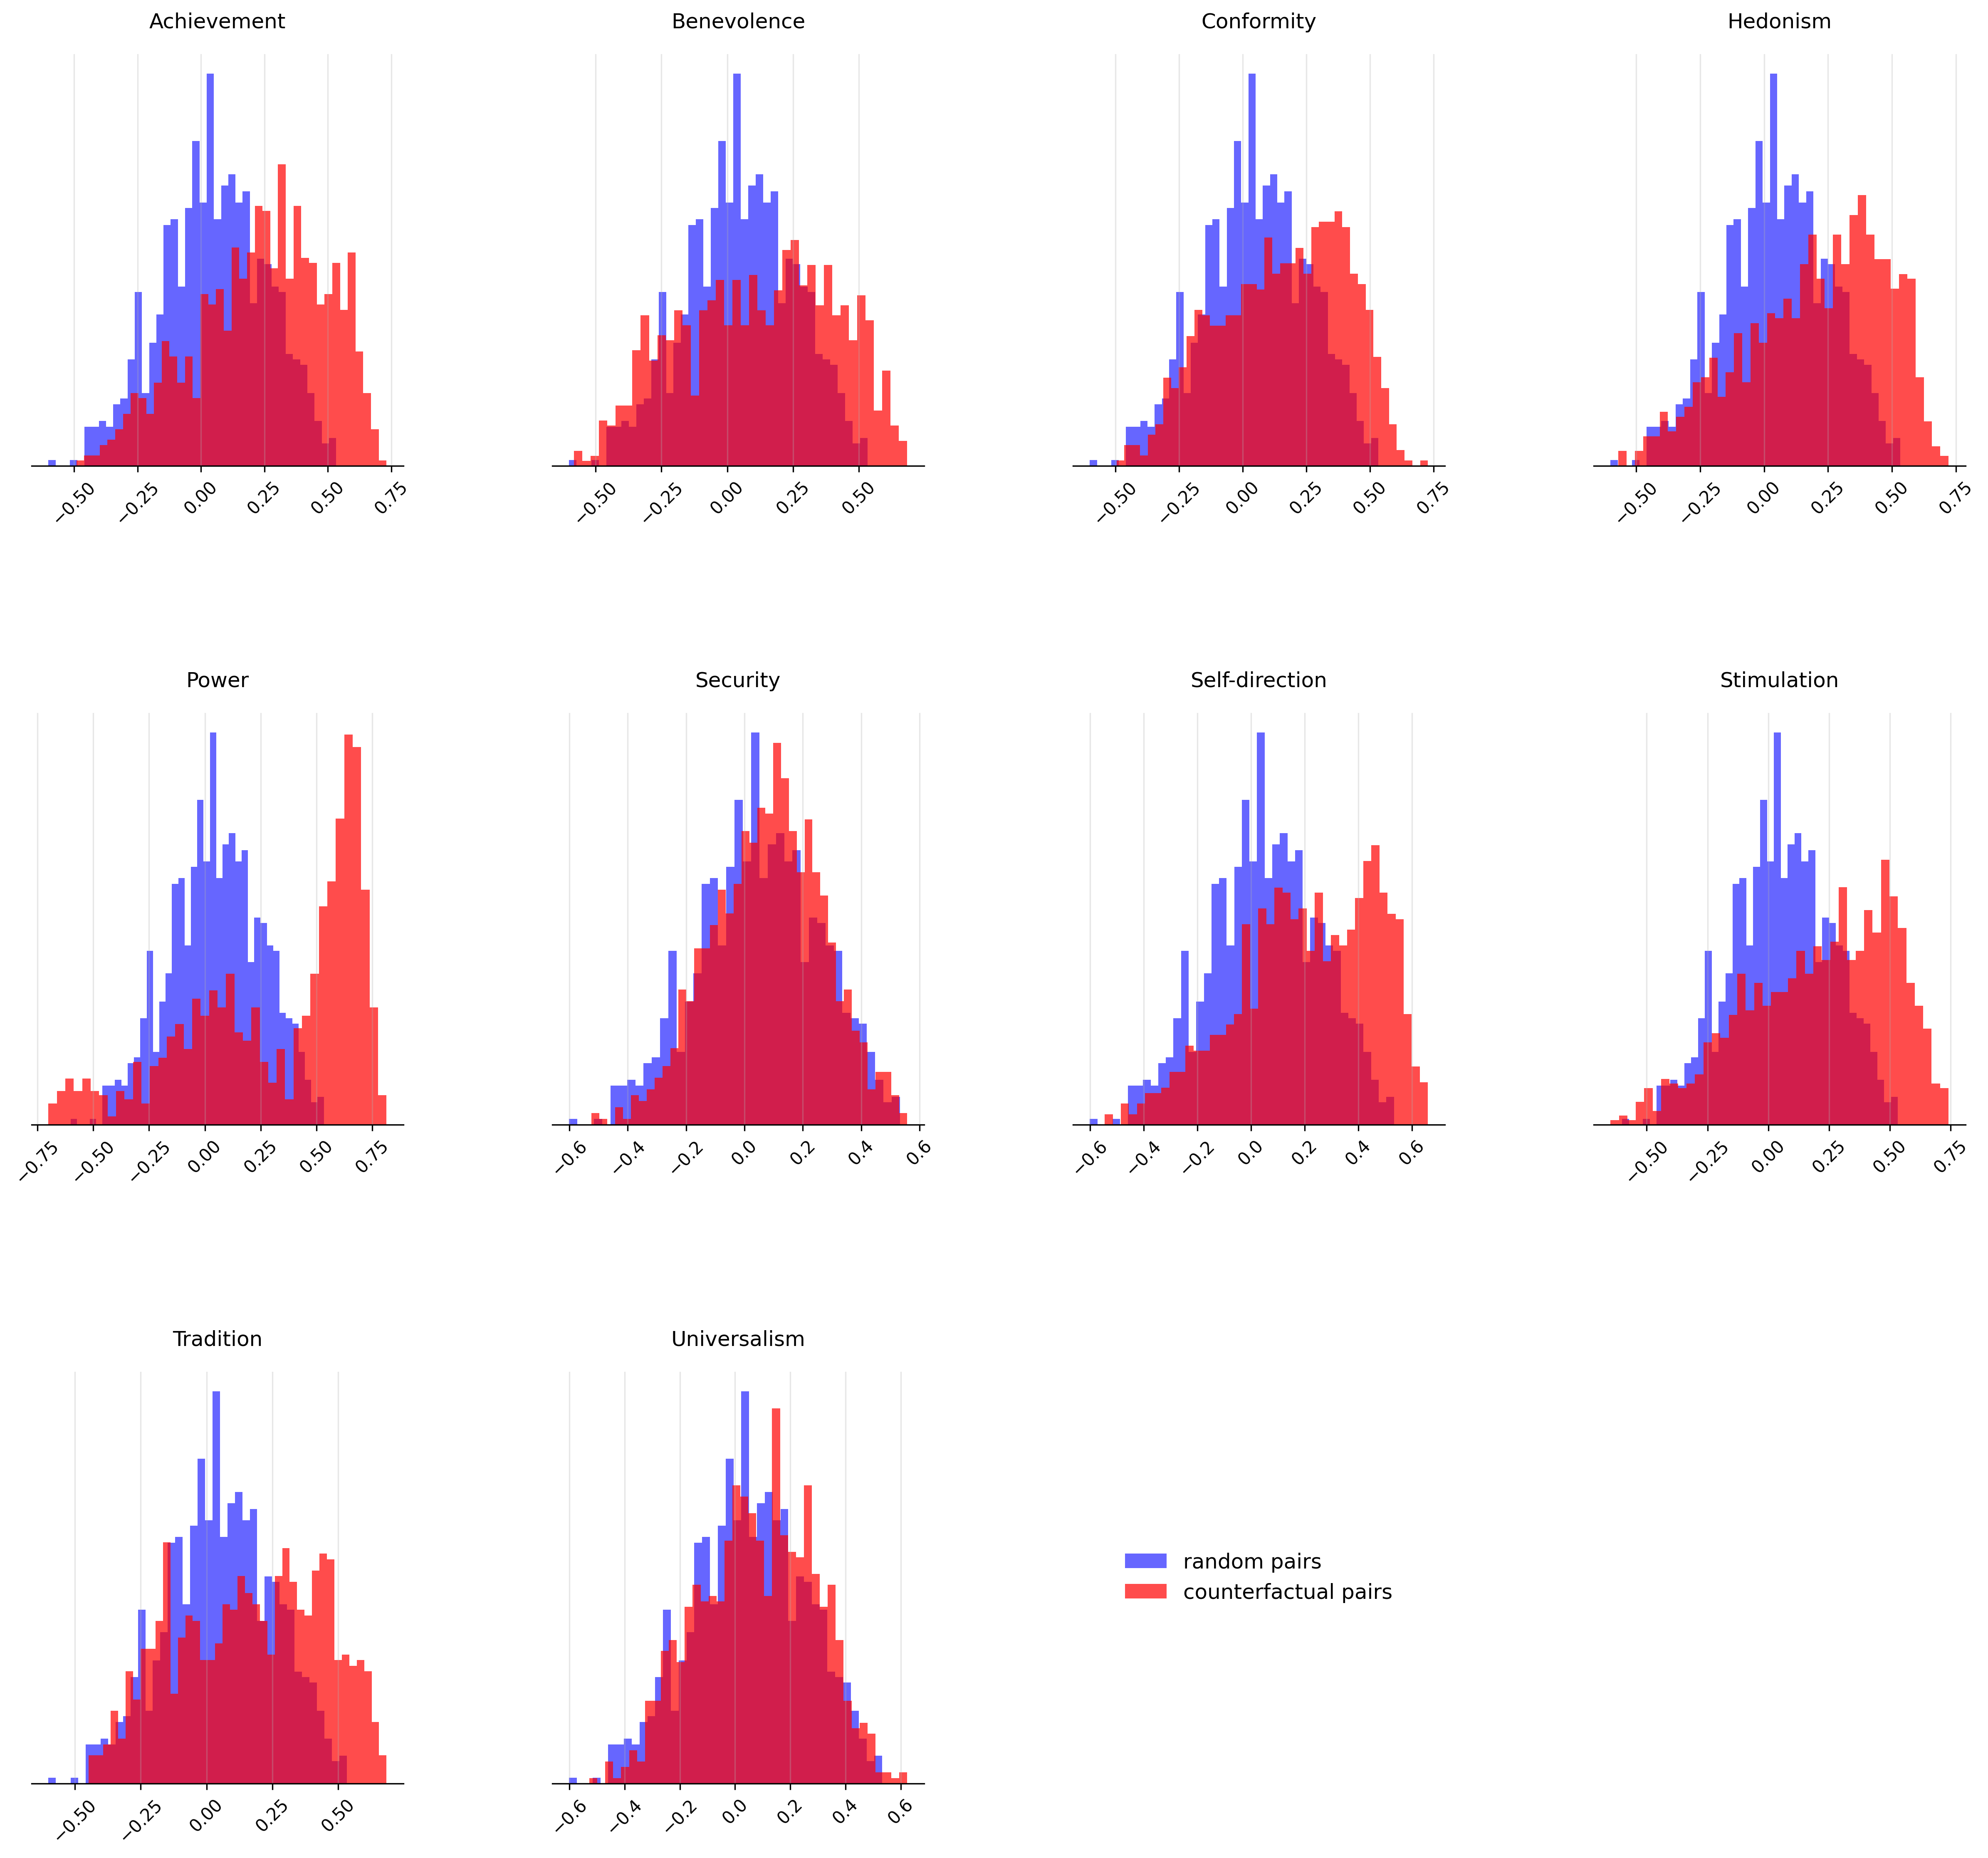 Achievement
Benevolence
Conformity
Hedonism
−0.50 −0.25 0.00 0.25 0.50 0.75
−0.50 −0.25 0.00 0.25 0.50
−0.50 −0.25 0.00 0.25 0.50 0.75
−0.50 −0.25 0.00 0.25 0.50 0.75
Power
Security
Self-direction
Stimulation
−0.75 −0.50 −0.25 0.00 0.25 0.50 0.75
−0.6 −0.4 −0.2 0.0 0.2 0.4 0.6
−0.6 −0.4 −0.2 0.0 0.2 0.4 0.6
−0.50 −0.25 0.00 0.25 0.50 0.75
Tradition
Universalism
random pairs
counterfactual pairs
−0.50 −0.25 0.00 0.25 0.50
−0.6 −0.4 −0.2 0.0 0.2 0.4 0.6